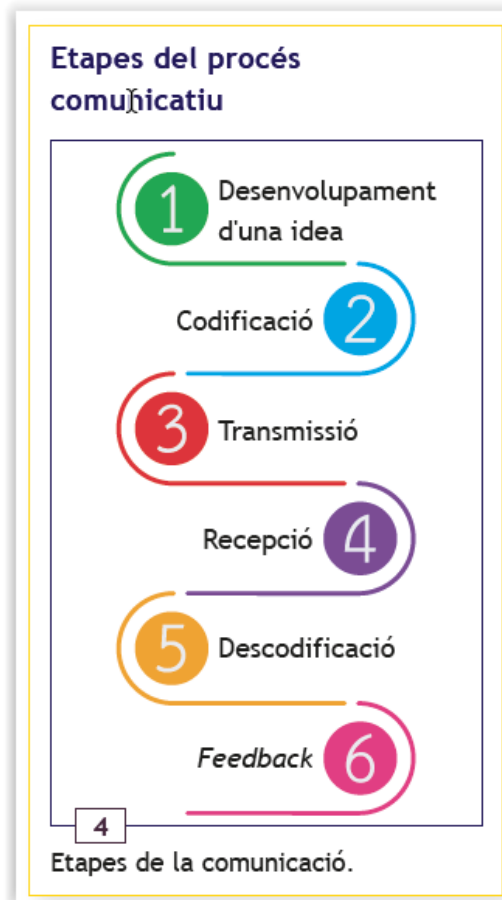 Etapes del procés
comunicatiu
1 Desenvolupament
d'una idea
Codificació 2
3 Transmissió
Recepció 4
5 Descodificació
Feedback 6
4
Etapes de la comunicació.